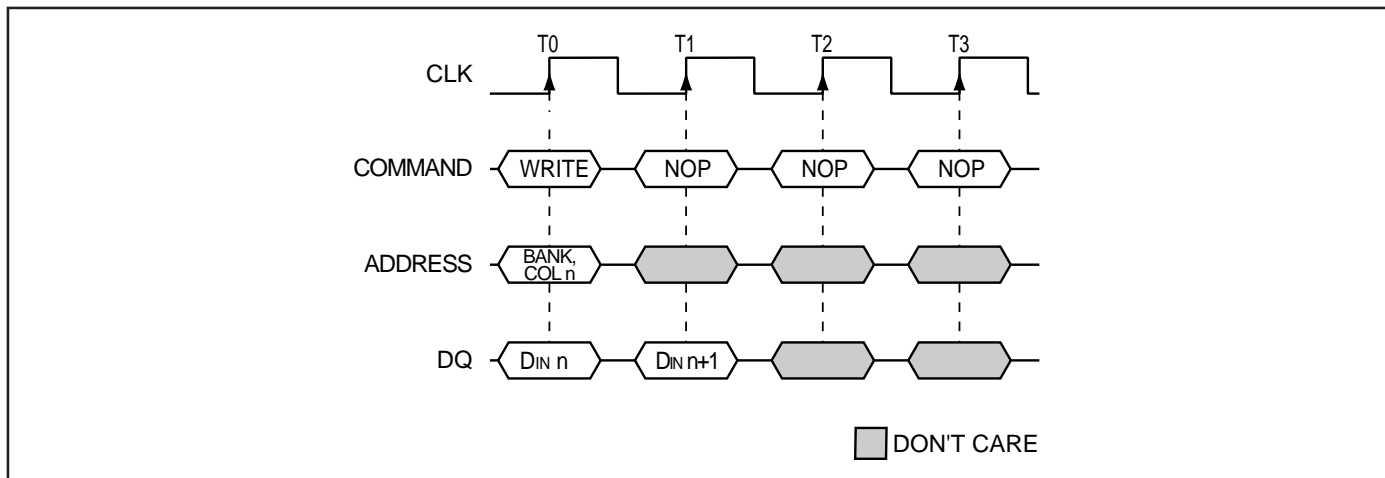 T0 T1 T2 T3
CLK
COMMAND WRITE NOP NOP NOP
ADDRESS BANK,
COL n
DQ DIN n DIN n+1
DON'T CARE